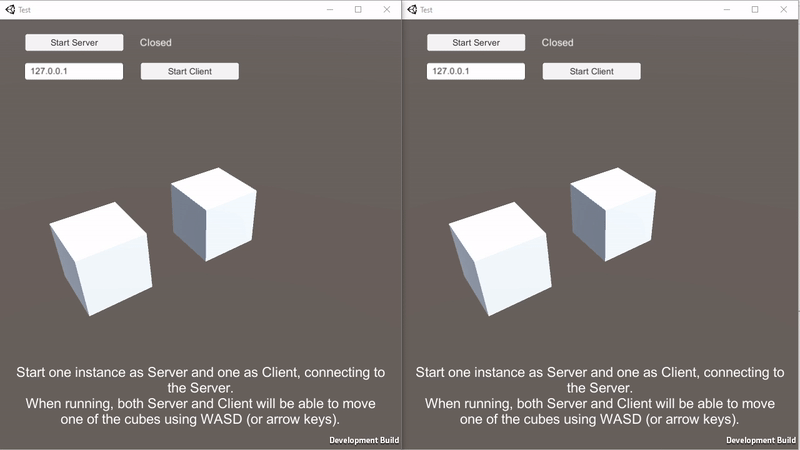 Test
Start Server Closed
127.0.0.1 Start Client
Start one instance as Server and one as Client, connecting to
the Server.
When running, both Server and Client will be able to move
one of the cubes using WASD (or arrow keys).
Development Build
Test
Start Server Closed
127.0.0.1 Start Client
Start one instance as Server and one as Client, connecting to
the Server.
When running, both Server and Client will be able to move
one of the cubes using WASD (or arrow keys).
Development Build